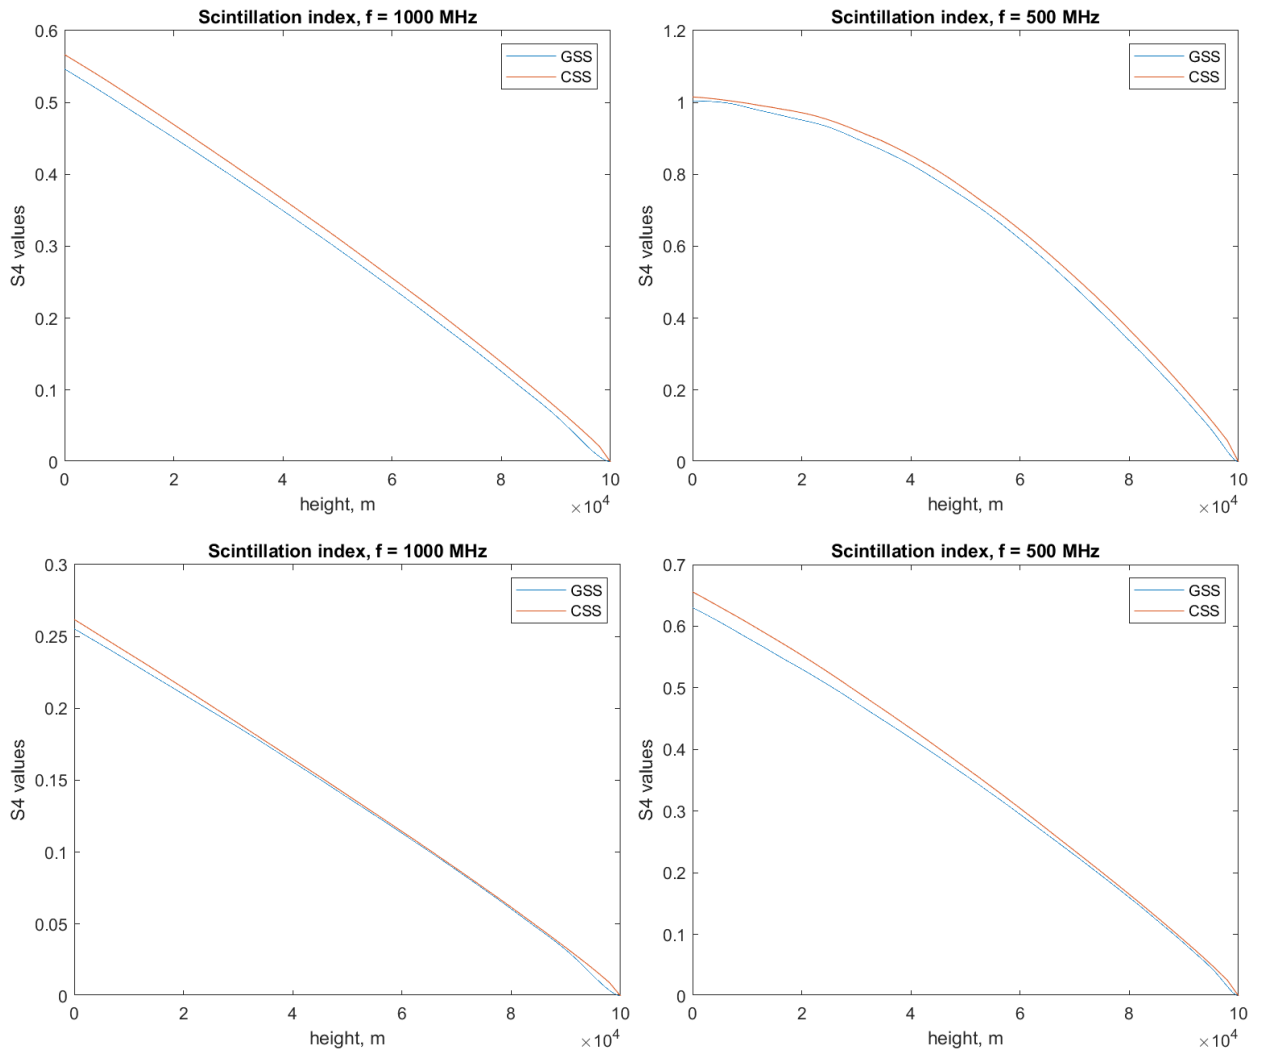 Scintillation index, f = 1000 MHz
GSS
CSS
0.6
0.5
0.4
0.3
0.2
0.1
0
S4 values
0 2 4 6 8 10
height, m
×10^4
Scintillation index, f = 500 MHz
GSS
CSS
1.2
1
0.8
0.6
0.4
0.2
0
S4 values
0 2 4 6 8 10
height, m
×10^4
Scintillation index, f = 1000 MHz
GSS
CSS
0.3
0.25
0.2
0.15
0.1
0.05
0
S4 values
0 2 4 6 8 10
height, m
×10^4
Scintillation index, f = 500 MHz
GSS
CSS
0.7
0.6
0.5
0.4
0.3
0.2
0.1
0
S4 values
0 2 4 6 8 10
height, m
×10^4